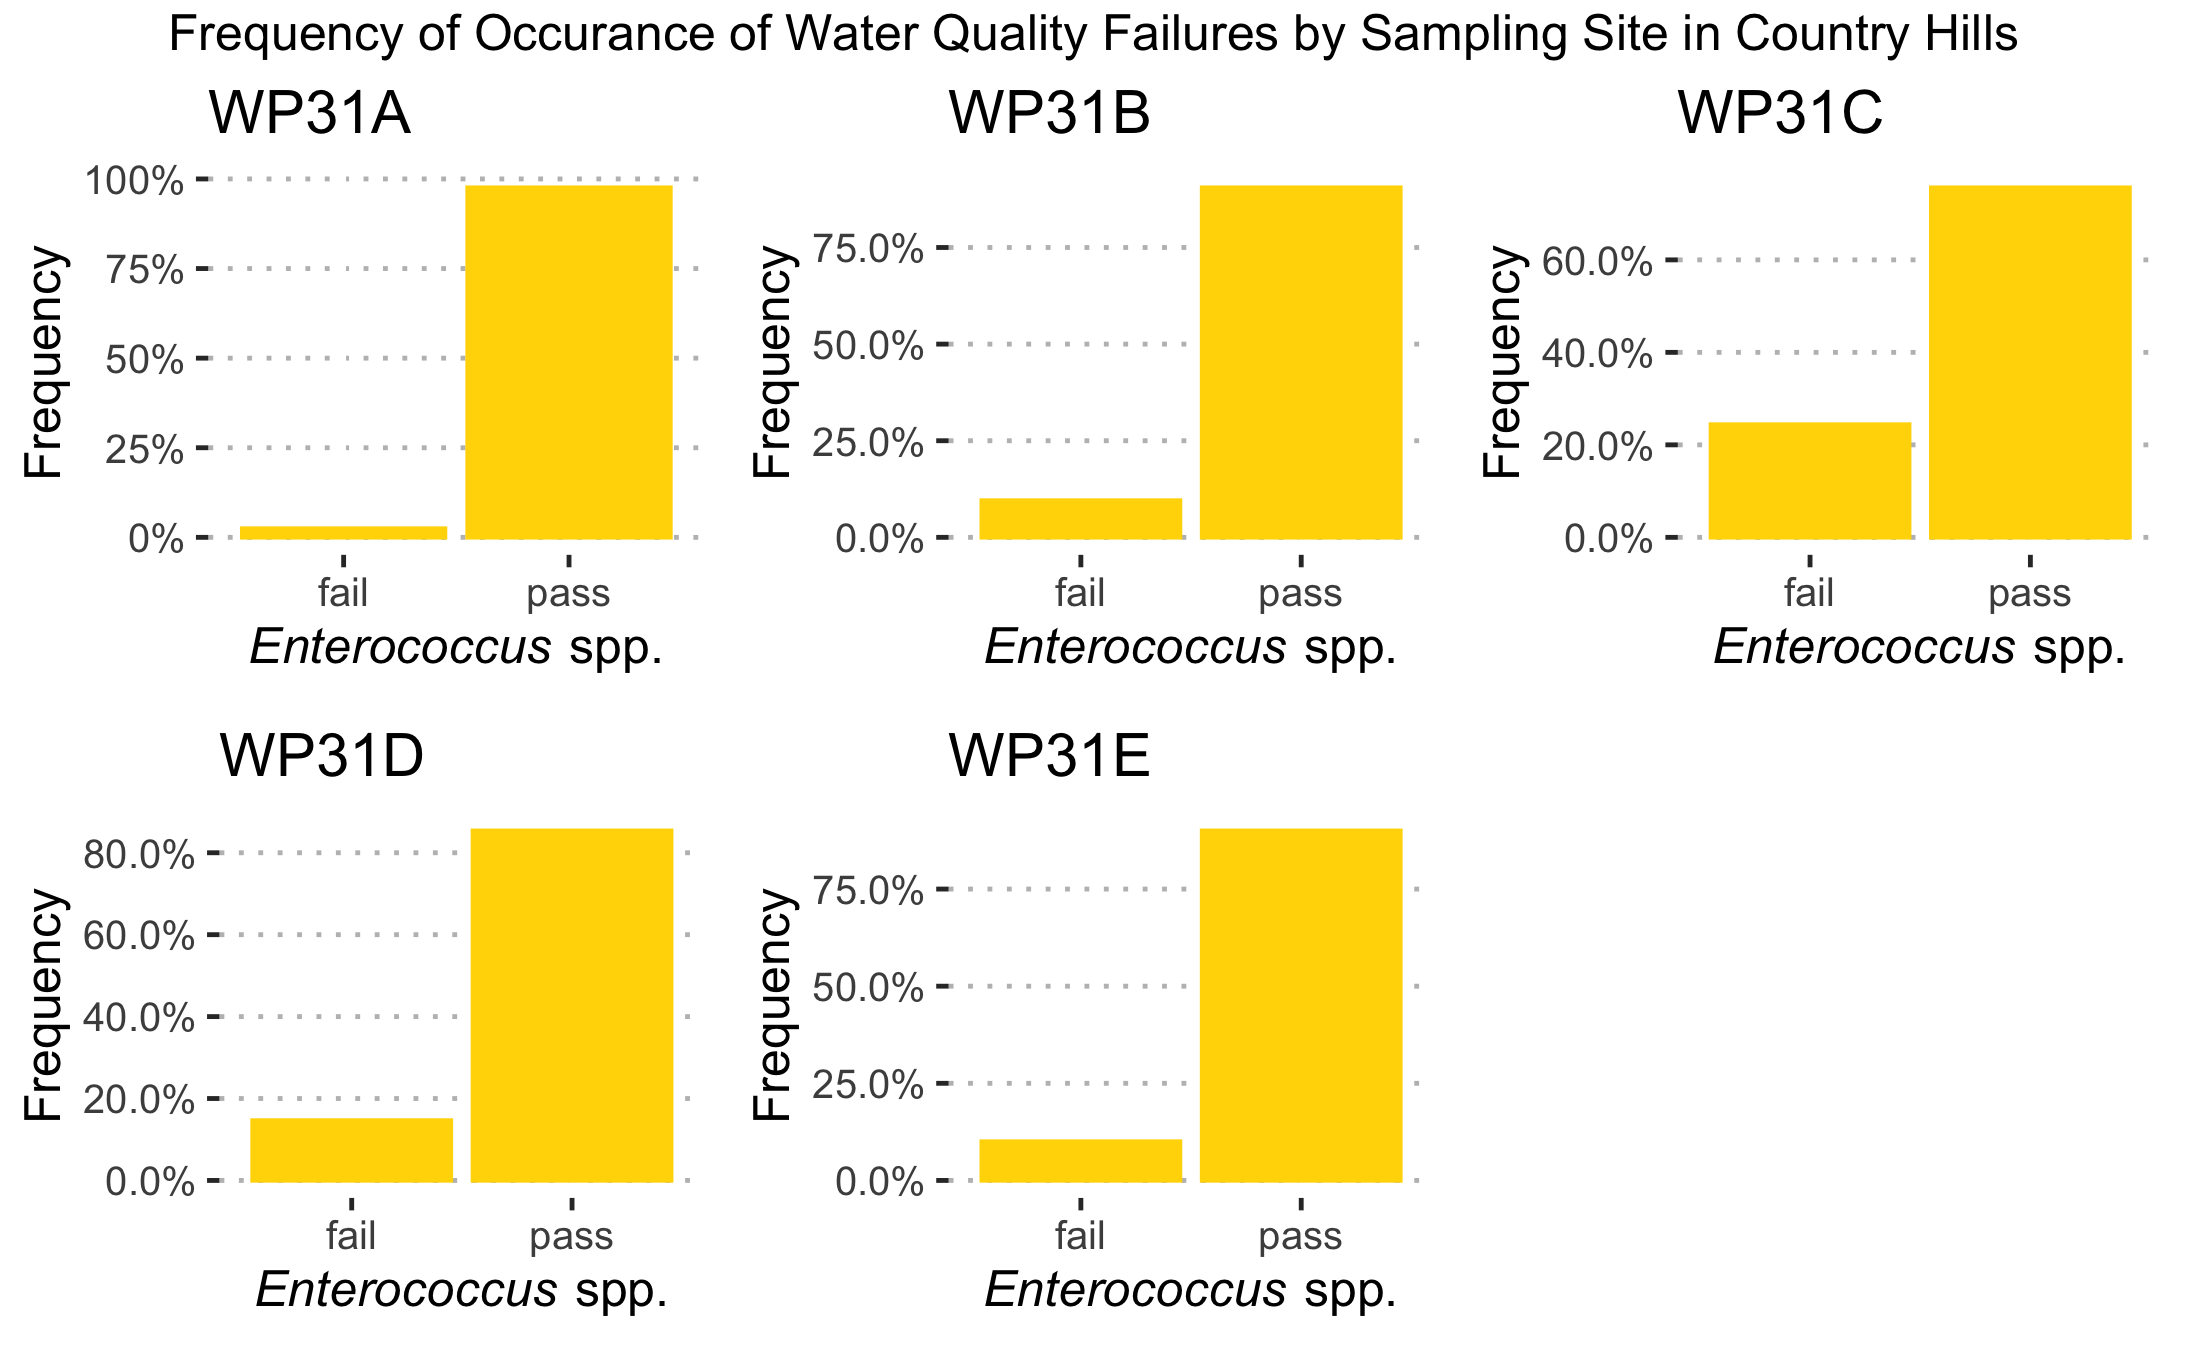 Frequency of Occurance of Water Quality Failures by Sampling Site in Country Hills
WP31A
Frequency
100%
75%
50%
25%
0%
fail pass
Enterococcus spp.
WP31B
Frequency
75.0%
50.0%
25.0%
0.0%
fail pass
Enterococcus spp.
WP31C
Frequency
60.0%
40.0%
20.0%
0.0%
fail pass
Enterococcus spp.
WP31D
Frequency
80.0%
60.0%
40.0%
20.0%
0.0%
fail pass
Enterococcus spp.
WP31E
Frequency
75.0%
50.0%
25.0%
0.0%
fail pass
Enterococcus spp.